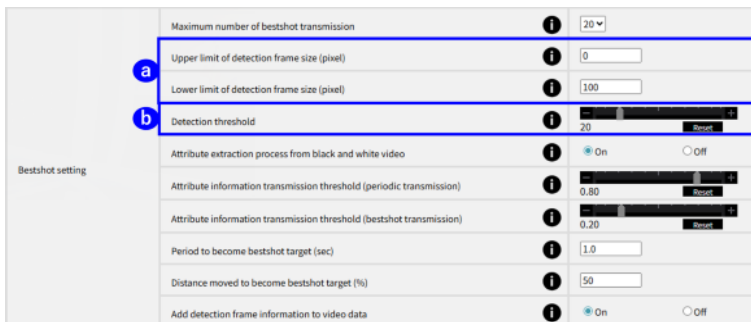 Maximum number of bestshot transmission
20
a
Upper limit of detection frame size (pixel)
0
Lower limit of detection frame size (pixel)
100
b
Detection threshold
20
Reset
Bestshot setting
Attribute extraction process from black and white video
On Off
Attribute information transmission threshold (periodic transmission)
0.80
Reset
Attribute information transmission threshold (bestshot transmission)
0.20
Reset
Period to become bestshot target (sec)
1.0
Distance moved to become bestshot target (%)
50
Add detection frame information to video data
On Off